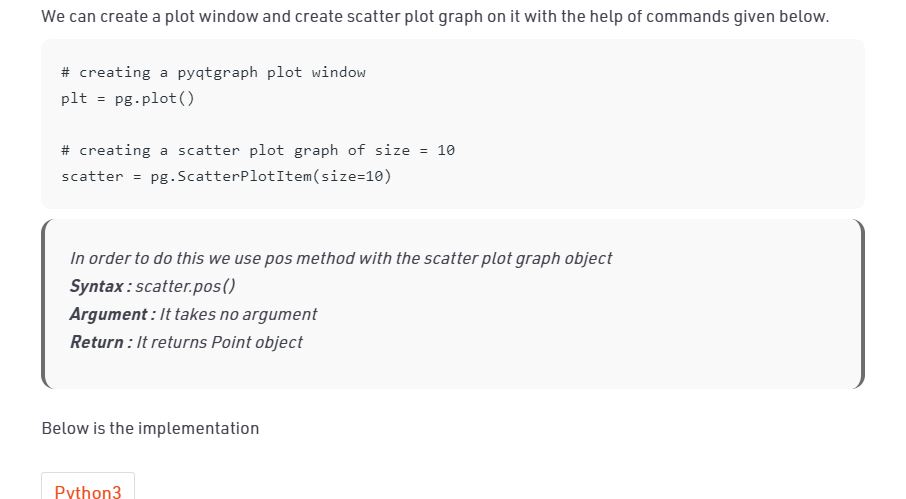 We can create a plot window and create scatter plot graph on it with the help of commands given below.
# creating a pyqtgraph plot window
plt = pg.plot()
# creating a scatter plot graph of size = 10
scatter = pg.ScatterPlotItem(size=10)
In order to do this we use pos method with the scatter plot graph object
Syntax : scatter.pos()
Argument : It takes no argument
Return : It returns Point object
Below is the implementation
Python3